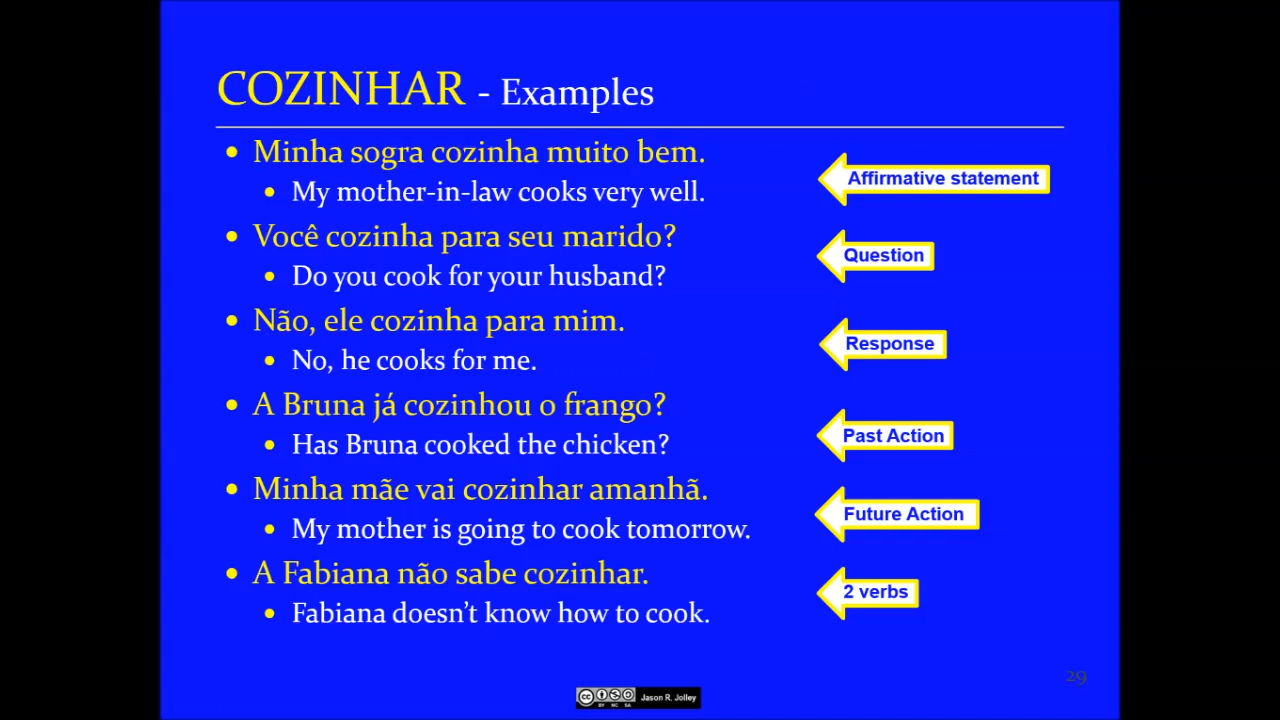 COZINHAR - Examples
• Minha sogra cozinha muito bem.
• My mother-in-law cooks very well.
Affirmative statement
• Você cozinha para seu marido?
• Do you cook for your husband?
Question
• Não, ele cozinha para mim.
• No, he cooks for me.
Response
• A Bruna já cozinhou o frango?
• Has Bruna cooked the chicken?
Past Action
• Minha mãe vai cozinhar amanhã.
• My mother is going to cook tomorrow.
Future Action
• A Fabiana não sabe cozinhar.
• Fabiana doesn’t know how to cook.
2 verbs
29
cc BY NC SA Jason R. Jolley